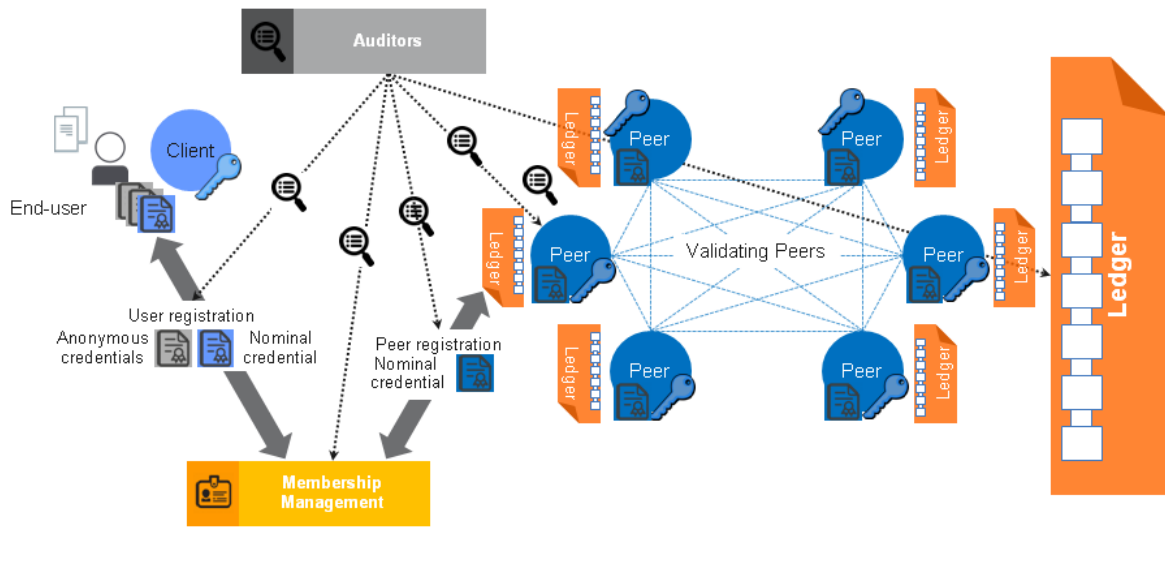 Auditors
Client
End-user
User registration
Anonymous
credentials
Nominal
credential
Peer registration
Nominal
credential
Membership
Management
Ledger
Peer
Peer
Ledger
Ledger
Peer
Validating Peers
Peer
Ledger
Ledger
Peer
Peer
Ledger
Ledger